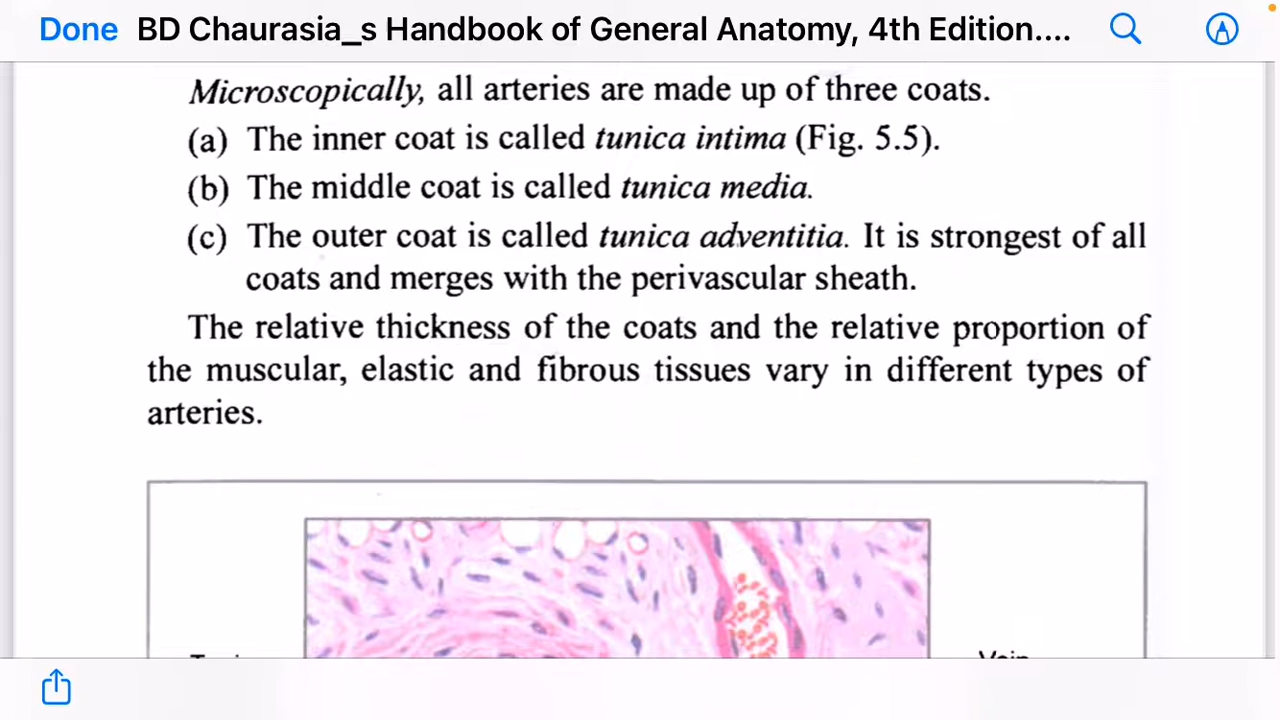 Done BD Chaurasia_s Handbook of General Anatomy, 4th Edition....
Microscopically, all arteries are made up of three coats.
(a) The inner coat is called tunica intima (Fig. 5.5).
(b) The middle coat is called tunica media.
(c) The outer coat is called tunica adventitia. It is strongest of all
coats and merges with the perivascular sheath.
The relative thickness of the coats and the relative proportion of
the muscular, elastic and fibrous tissues vary in different types of
arteries.
Vein